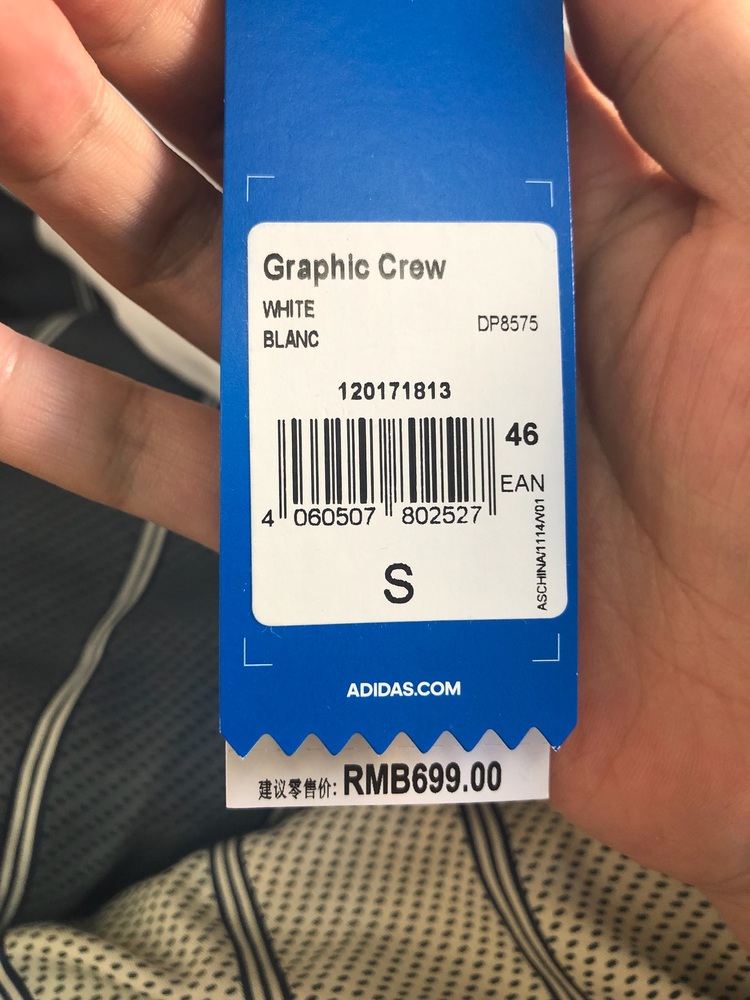 Graphic Crew
WHITE
BLANC
DP8575
120171813
46
EAN
4 060507 802527
ASCHINA/1114/V01
S
ADIDAS.COM
建议零售价: RMB699.00